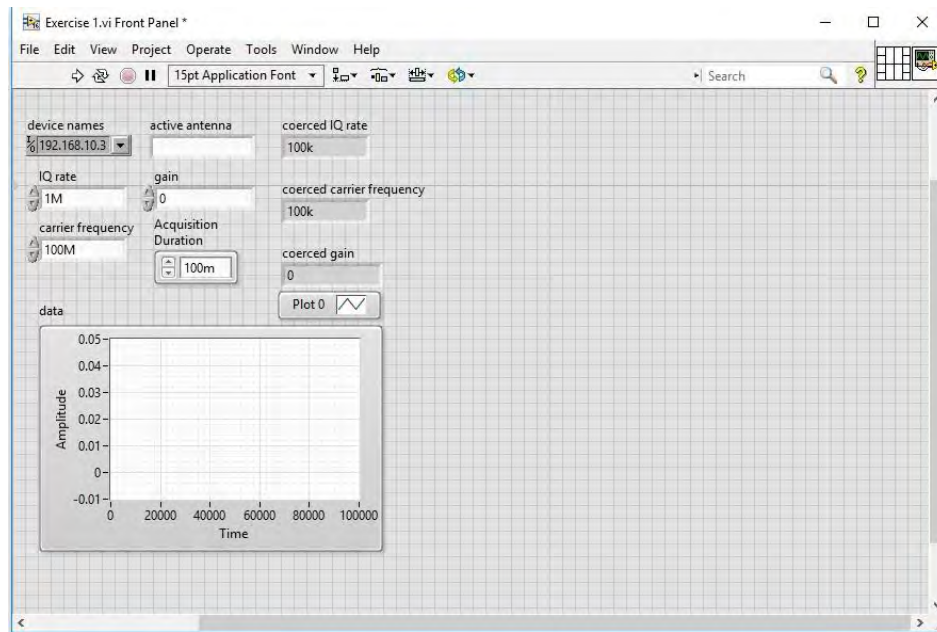 Exercise 1.vi Front Panel *
File Edit View Project Operate Tools Window Help
15pt Application Font
Search
device names active antenna coerced IQ rate
192.168.10.3 100k
IQ rate gain
1M 0
coerced carrier frequency
100k
carrier frequency Acquisition
Duration
100M 100m
coerced gain
0
Plot 0
data
0.05
0.04
0.03
0.02
0.01
0
-0.01
Amplitude
0 20000 40000 60000 80000 100000
Time